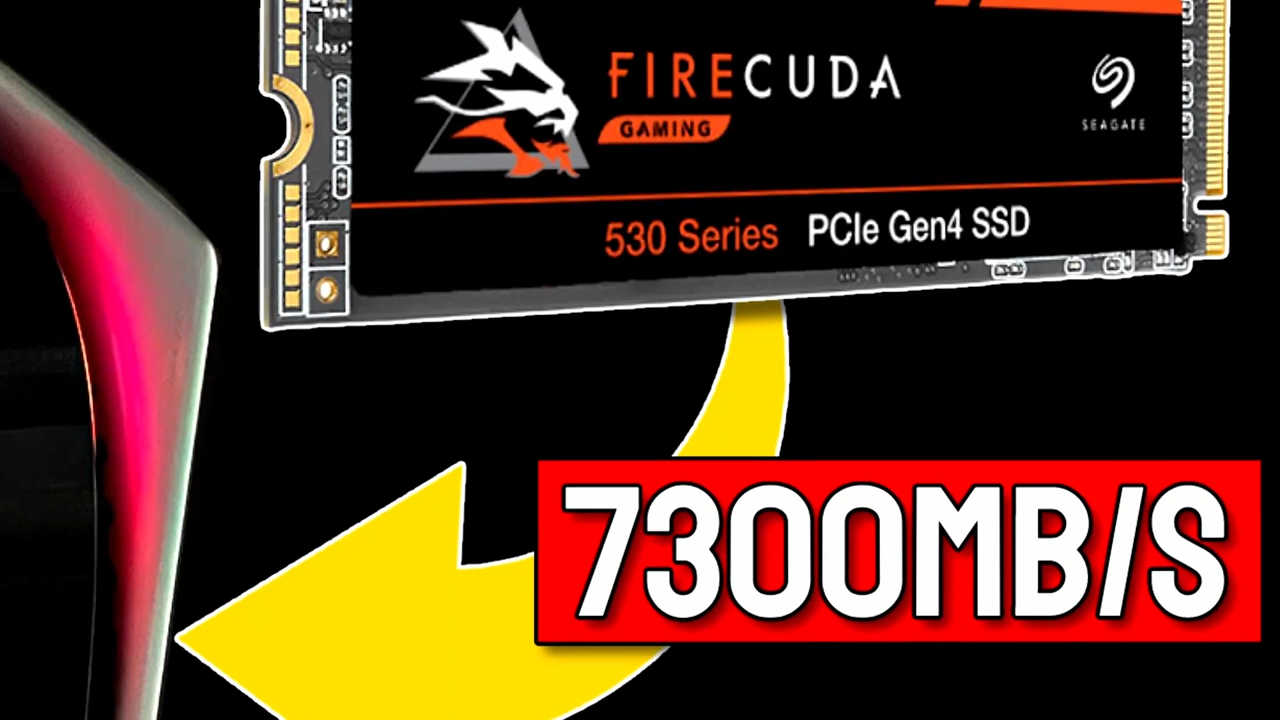 FIRECUDA
GAMING
SEAGATE
530 Series PCIe Gen4 SSD
7300MB/S